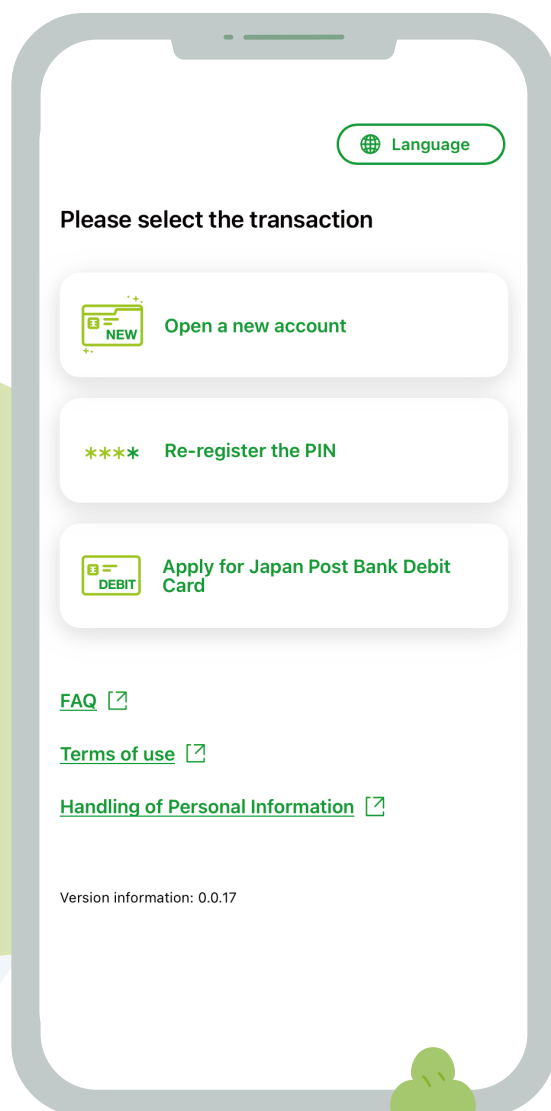 Language
Please select the transaction
NEW
Open a new account
****
Re-register the PIN
DEBIT
Apply for Japan Post Bank Debit
Card
FAQ
Terms of use
Handling of Personal Information
Version information: 0.0.17